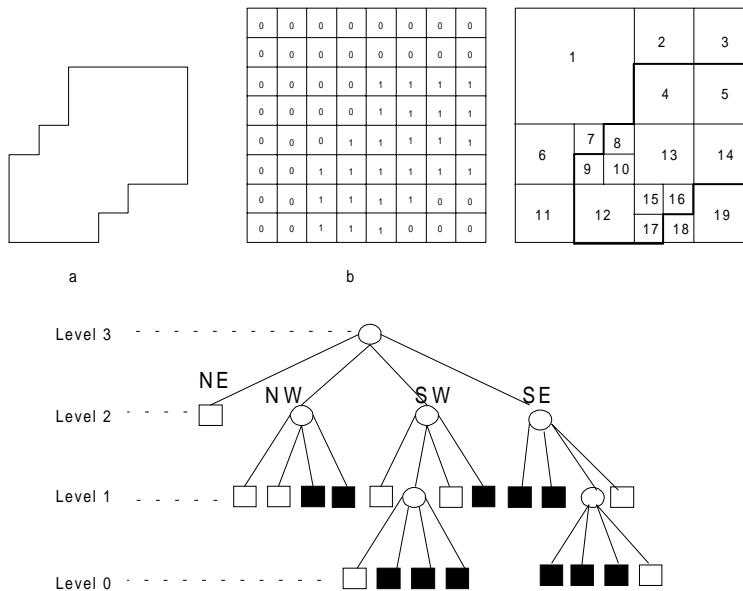 0 0 0 0 0 0 0 0
0 0 0 0 0 0 0 0
0 0 0 0 1 1 1 1
0 0 0 0 1 1 1 1
0 0 0 1 1 1 1 1
0 0 1 1 1 1 1 1
0 0 1 1 1 1 0 0
0 0 1 1 1 0 0 0
2 3
1
4 5
7 8
6 13 14
9 10
15 16
11 12 19
17 18
a b
Level 3
NE NW SW SE
Level 2
Level 1
Level 0